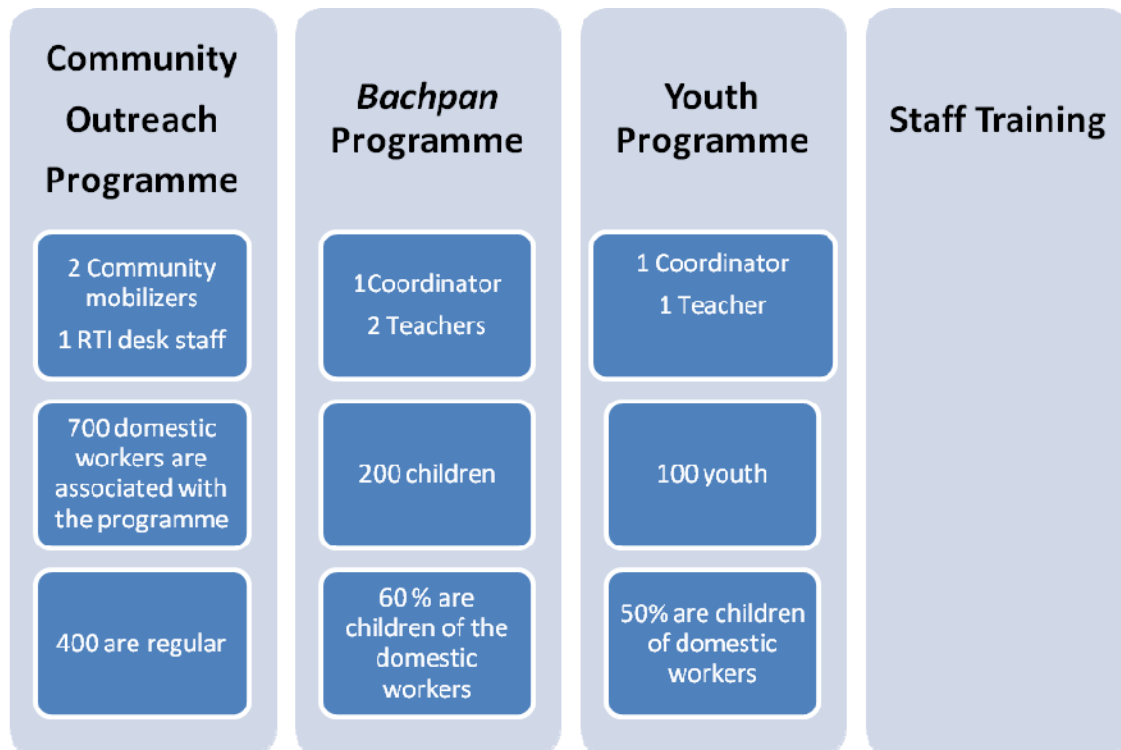 Community
Outreach
Programme
2 Community
mobilizers
1 RTI desk staff
700 domestic
workers are
associated with
the programme
400 are regular
Bachpan
Programme
1Coordinator
2 Teachers
200 children
60 % are
children of the
domestic
workers
Youth
Programme
1 Coordinator
1 Teacher
100 youth
50% are children
of domestic
workers
Staff Training